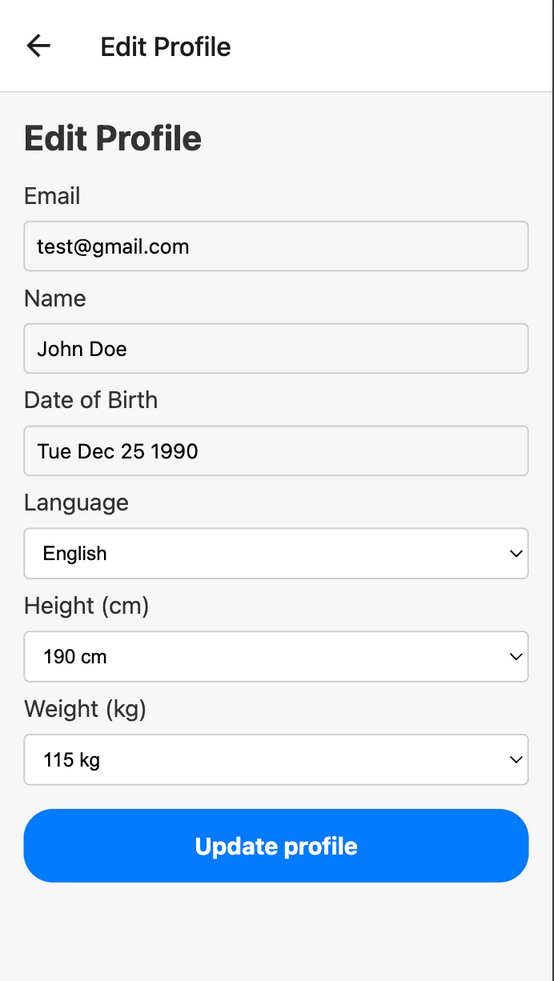 Edit Profile
Edit Profile
Email
test@gmail.com
Name
John Doe
Date of Birth
Tue Dec 25 1990
Language
English
Height (cm)
190 cm
Weight (kg)
115 kg
Update profile